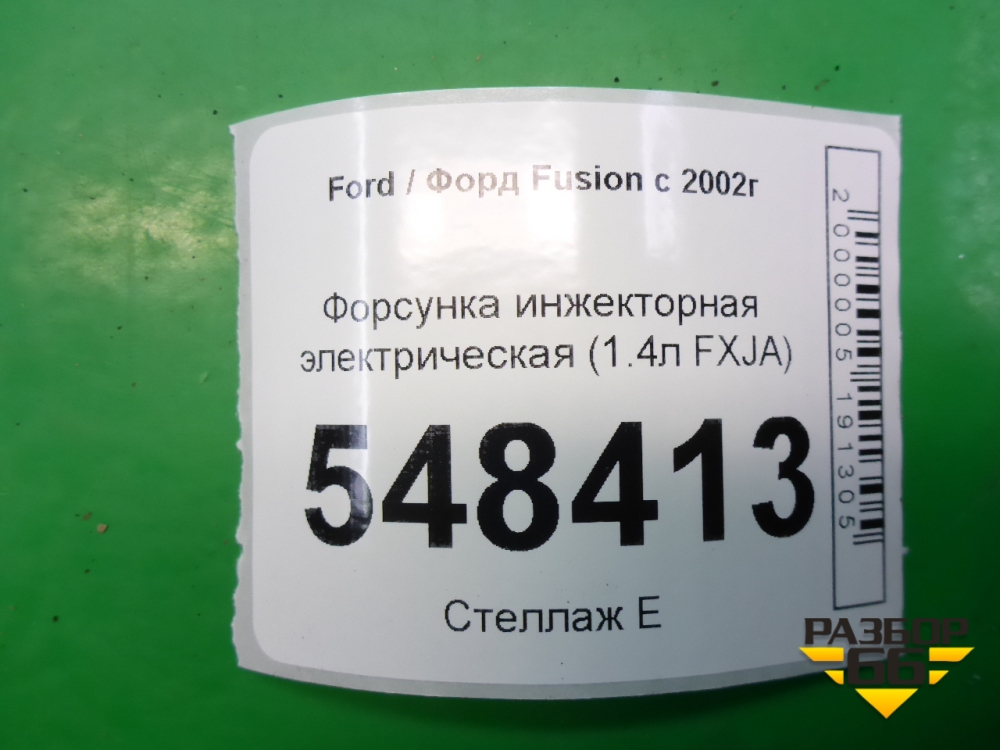 Ford / Форд Fusion с 2002г
Форсунка инжекторная
электрическая (1.4л FXJA)
548413
Стеллаж Е
2000005191305
РАЗБОР
66